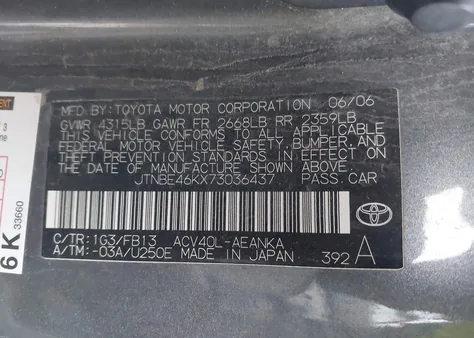 MFD. BY: TOYOTA MOTOR CORPORATION 06/06
GVWR 4315LB GAWR FR 2668LB RR 2359LB
THIS VEHICLE CONFORMS TO ALL APPLICABLE
FEDERAL MOTOR VEHICLE SAFETY, BUMPER, AND
THEFT PREVENTION STANDARDS IN EFFECT ON
THE DATE OF MANUFACTURE SHOWN ABOVE.
JTNBE46KX73036437 PASS CAR
C/TR: 1G3/FB13 ACV40L-AEANKA
A/TM: -03A/U250E MADE IN JAPAN 392 A
6 K 33660